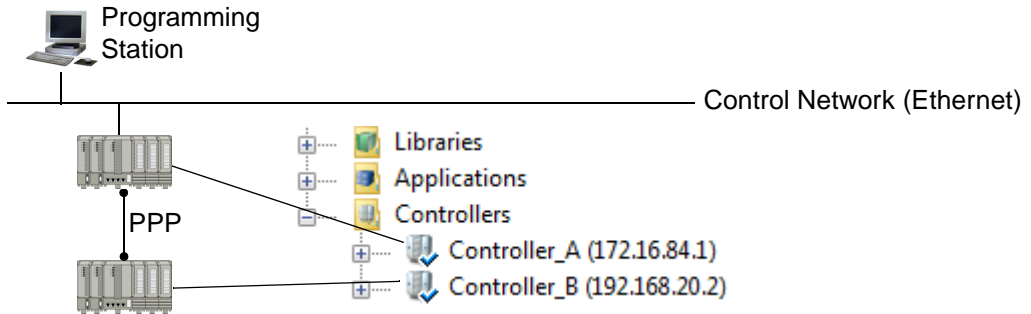 Programming
Station
Control Network (Ethernet)
Libraries
Applications
Controllers
PPP
Controller_A (172.16.84.1)
Controller_B (192.168.20.2)